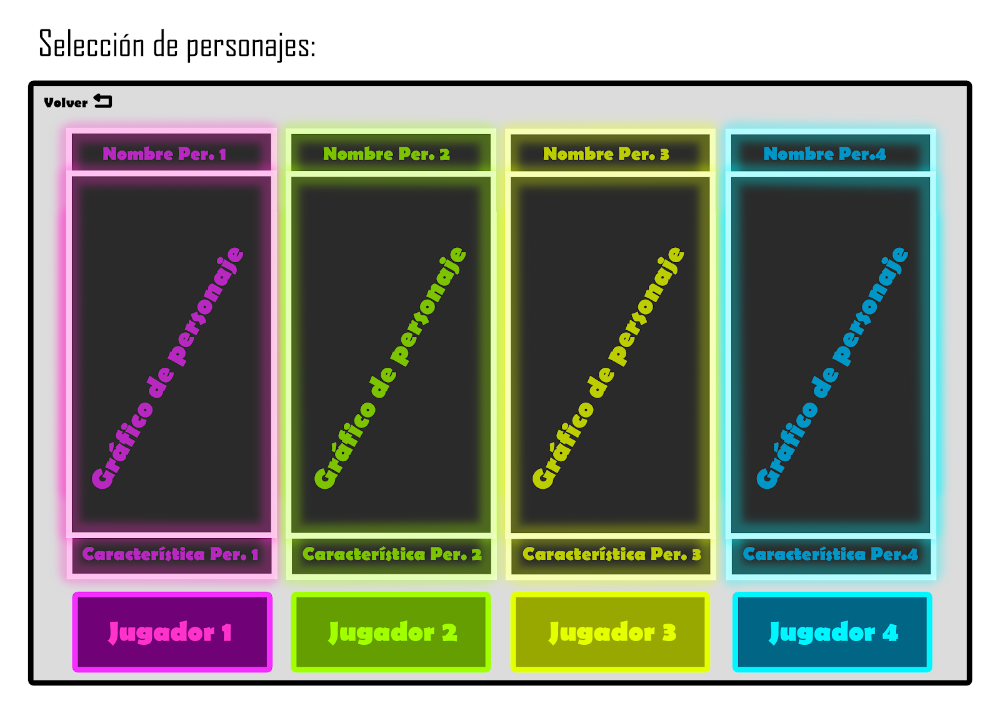 Selección de personajes:
Volver
Nombre Per. 1
Nombre Per. 2
Nombre Per. 3
Nombre Per.4
Gráfico de personaje
Gráfico de personaje
Gráfico de personaje
Gráfico de personaje
Característica Per. 1
Característica Per. 2
Característica Per. 3
Característica Per.4
Jugador 1
Jugador 2
Jugador 3
Jugador 4